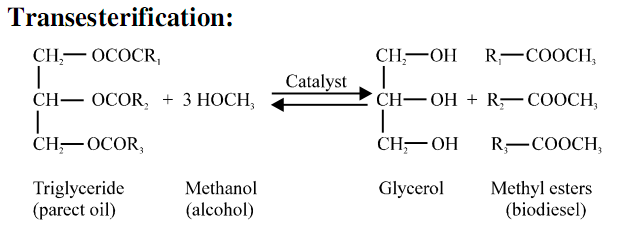 Transesterification:
CH₂— OCOCR₁ CH₂—OH R₁—COOCH₃
CH— OCOR₂ + 3 HOCH₃ Catalyst CH—OH + R₂—COOCH₃
CH₂—OCOR₃ CH₂—OH R₃—COOCH₃
Triglyceride Methanol Glycerol Methyl esters
(parect oil) (alcohol) (biodiesel)